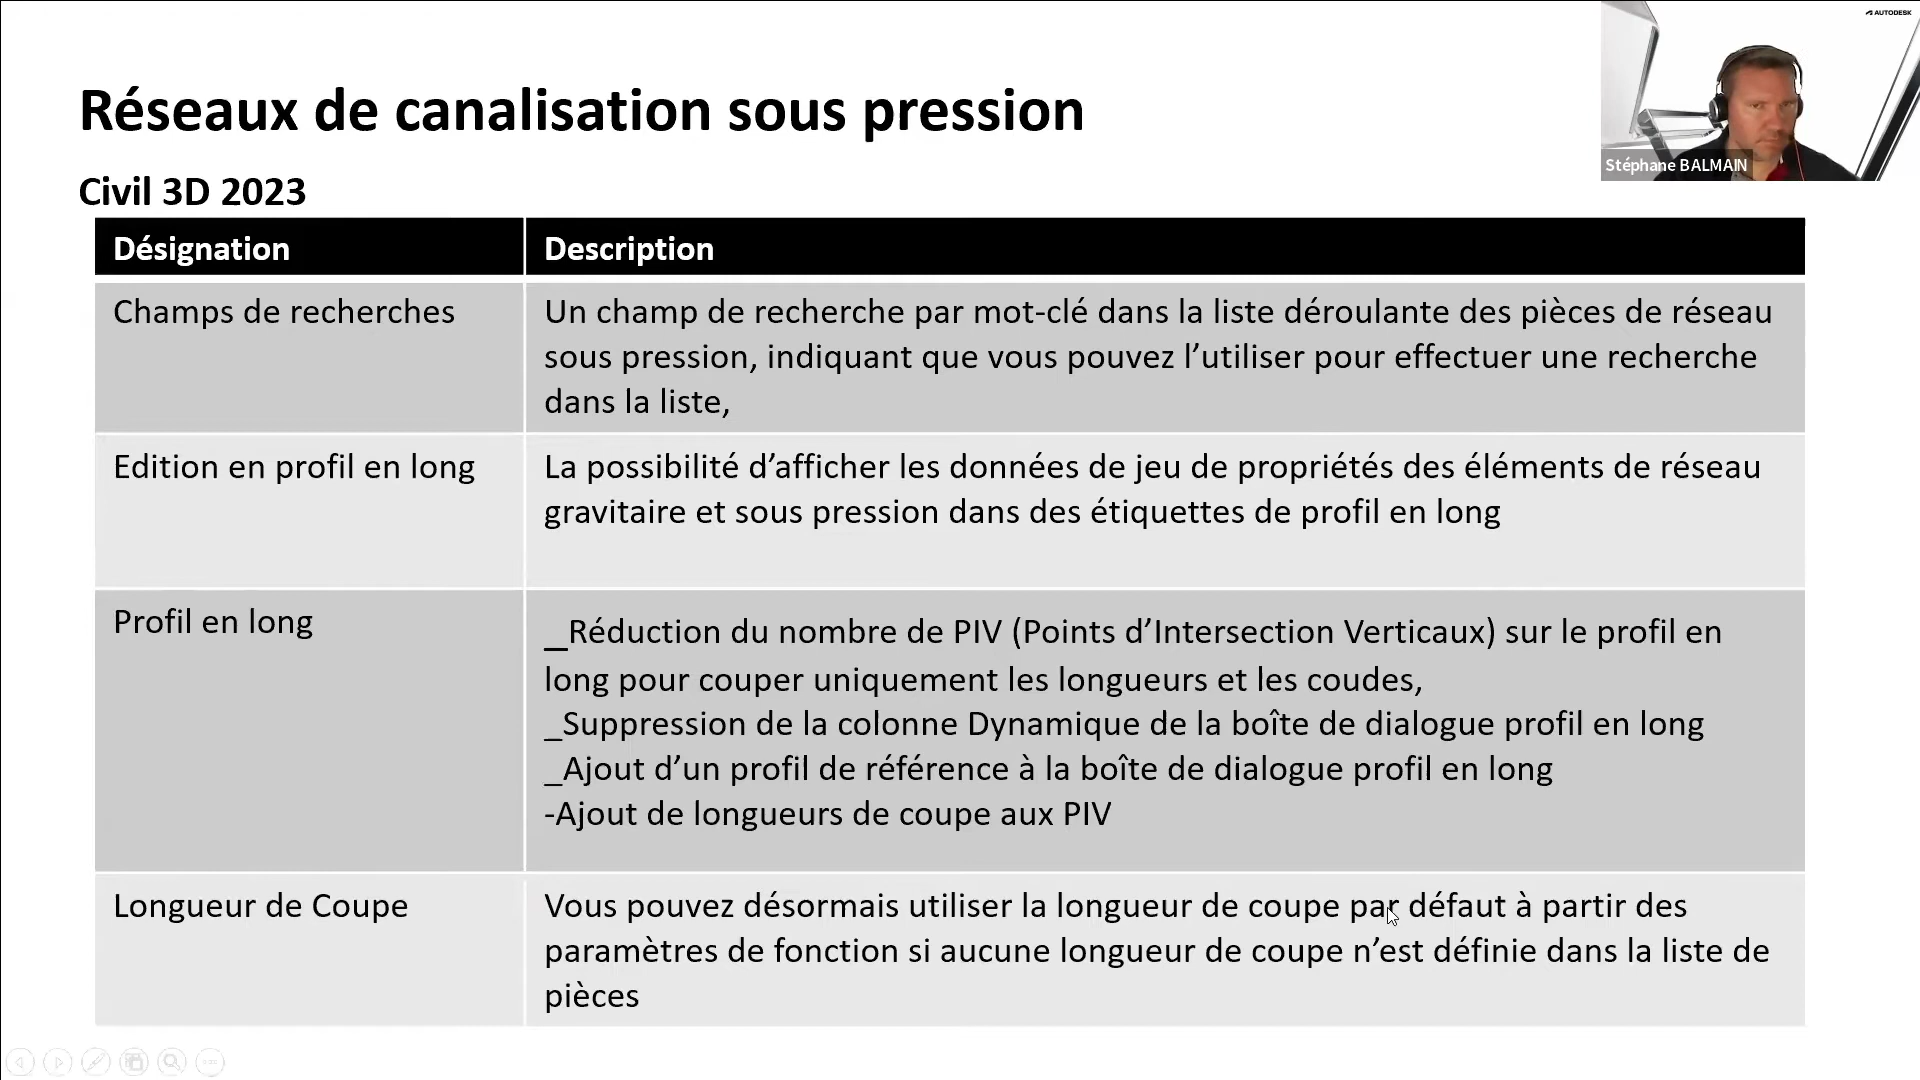 AUTODESK
Réseaux de canalisation sous pression
Stéphane BALMAIN
Civil 3D 2023
Désignation
Description
Champs de recherches
Un champ de recherche par mot-clé dans la liste déroulante des pièces de réseau
sous pression, indiquant que vous pouvez l’utiliser pour effectuer une recherche
dans la liste,
Edition en profil en long
La possibilité d’afficher les données de jeu de propriétés des éléments de réseau
gravitaire et sous pression dans des étiquettes de profil en long
Profil en long
_Réduction du nombre de PIV (Points d’Intersection Verticaux) sur le profil en
long pour couper uniquement les longueurs et les coudes,
_Suppression de la colonne Dynamique de la boîte de dialogue profil en long
_Ajout d’un profil de référence à la boîte de dialogue profil en long
-Ajout de longueurs de coupe aux PIV
Longueur de Coupe
Vous pouvez désormais utiliser la longueur de coupe par défaut à partir des
paramètres de fonction si aucune longueur de coupe n’est définie dans la liste de
pièces